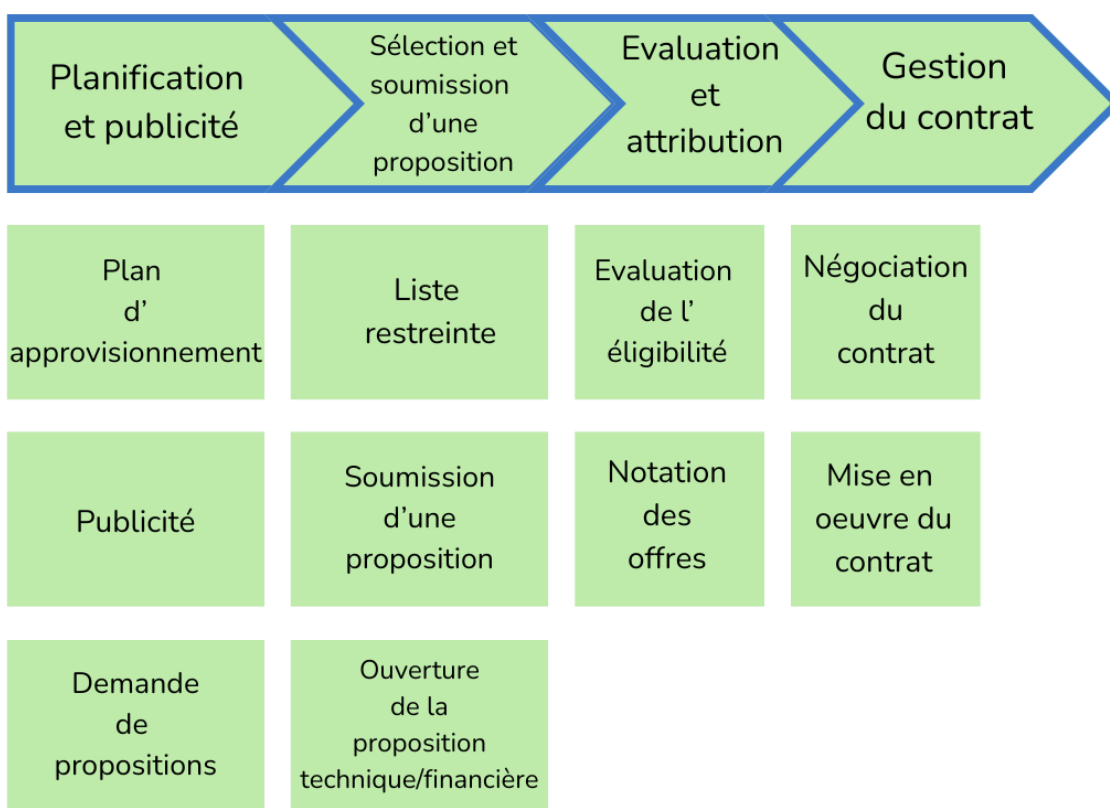 Planification
et publicité
Sélection et
soumission
d’une
proposition
Evaluation
et
attribution
Gestion
du contrat
Plan
d’
approvisionnement
Liste
restreinte
Evaluation
de l’
éligibilité
Négociation
du
contrat
Publicité
Soumission
d’une
proposition
Notation
des
offres
Mise en
oeuvre du
contrat
Demande
de
propositions
Ouverture
de la
proposition
technique/financière